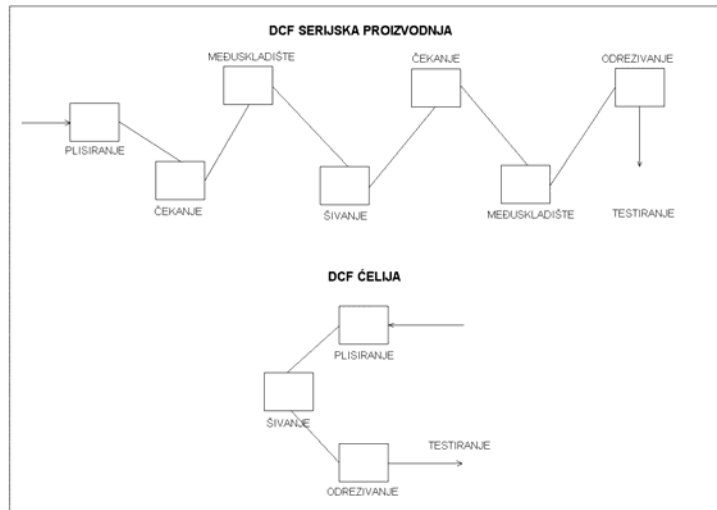 DCF SERIJSKA PROIZVODNJA
MEĐUSKLADIŠTE
ČEKANJE
ODREZIVANJE
PLISIRANJE
ČEKANJE
ŠIVANJE
MEĐUSKLADIŠTE
TESTIRANJE
DCF ĆELIJA
PLISIRANJE
ŠIVANJE
TESTIRANJE
ODREZIVANJE